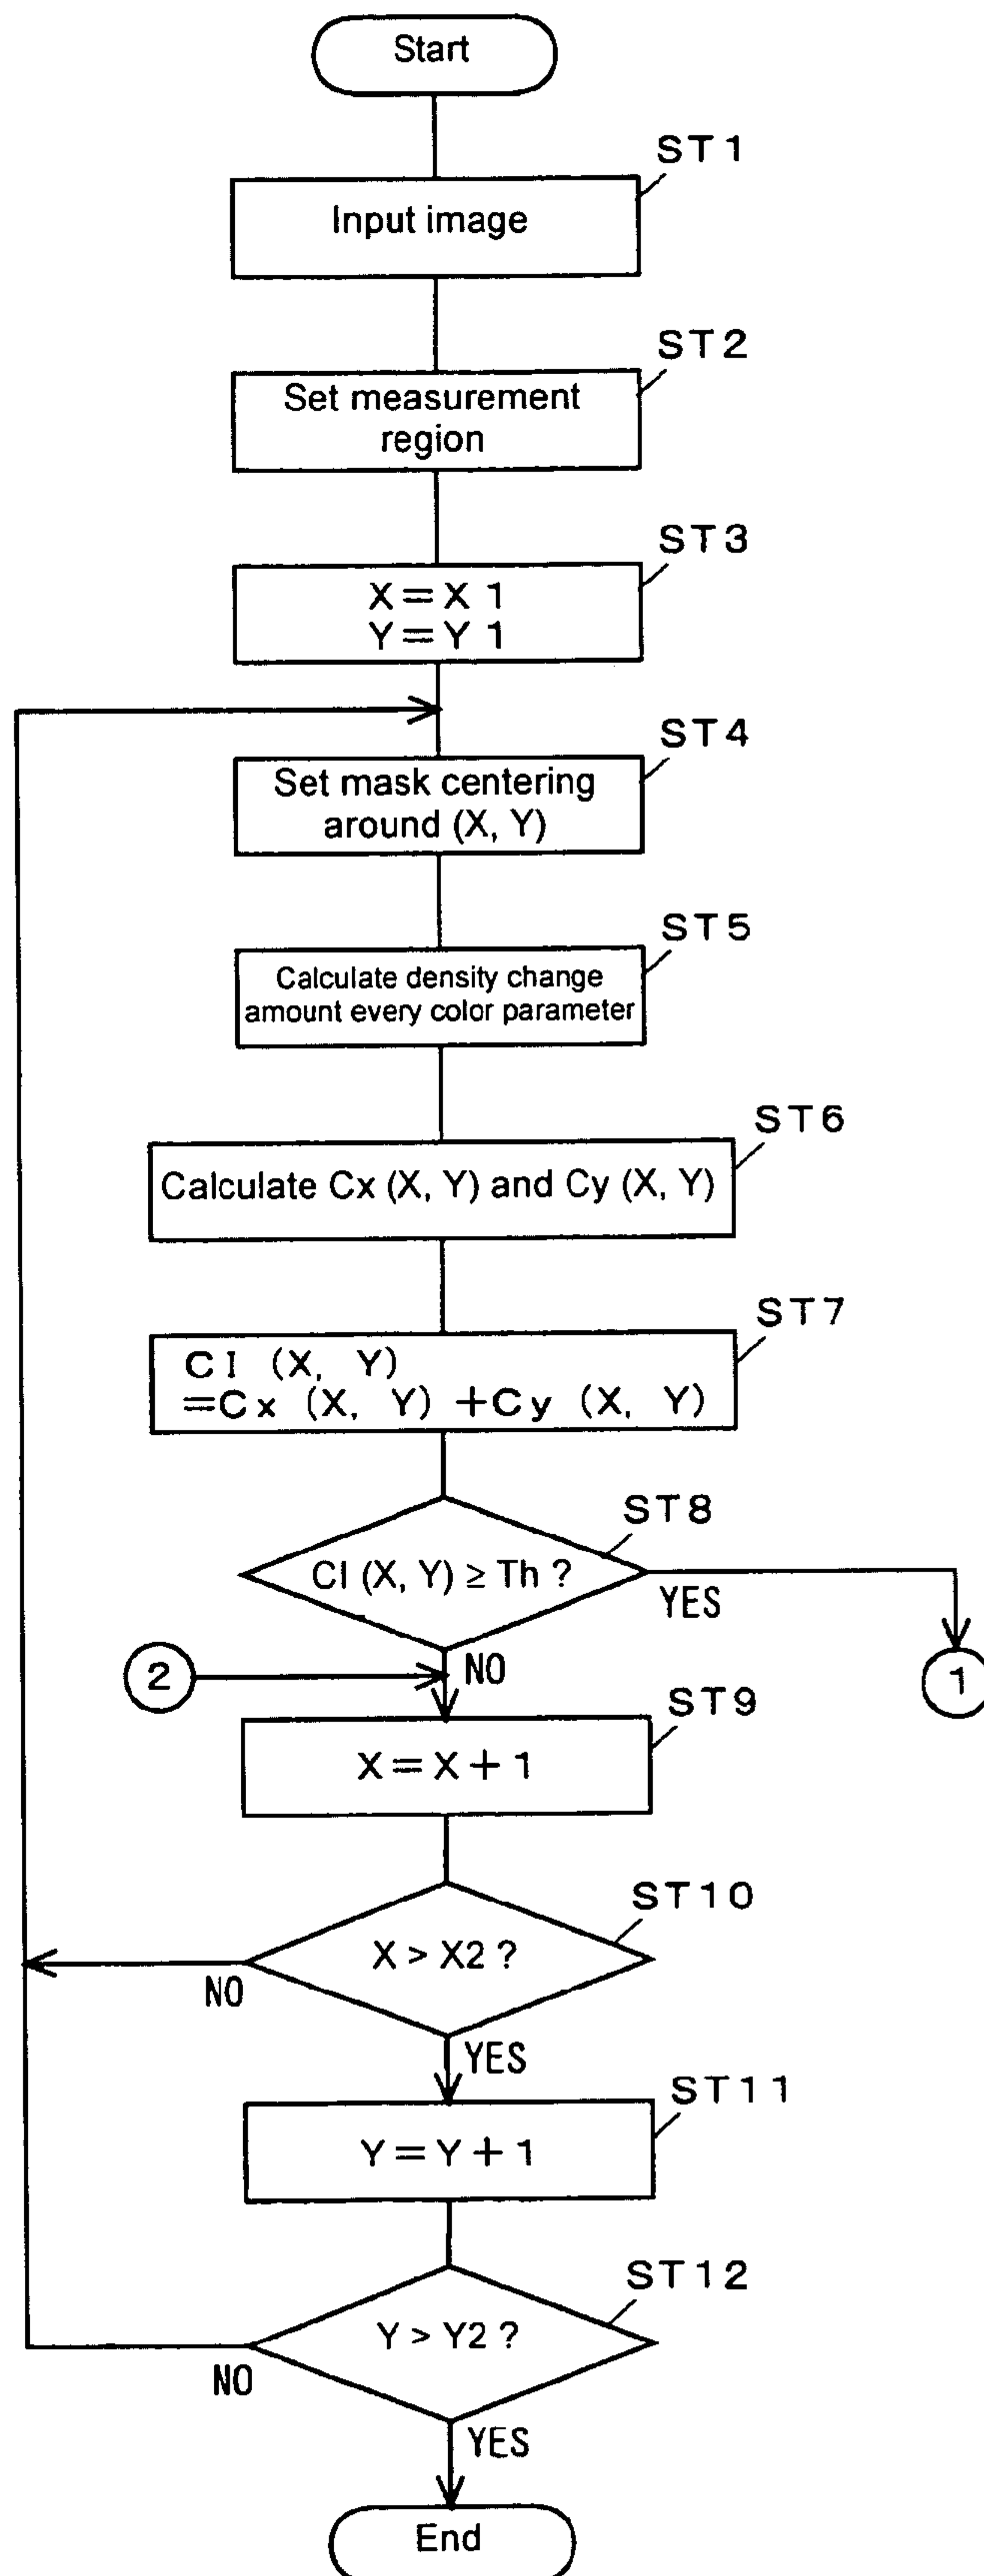 Start
ST1
Input image
ST2
Set measurement
region
ST3
X=X 1
Y=Y 1
ST4
Set mask centering
around (X, Y)
ST5
Calculate density change
amount every color parameter
ST6
Calculate Cx (X, Y) and Cy (X, Y)
ST7
CI (X, Y)
=Cx (X, Y) +Cy (X, Y)
ST8
CI (X, Y) ≥ Th ?
YES
2
NO
1
ST9
X=X+1
ST10
X > X2 ?
NO
YES
ST11
Y=Y+1
ST12
Y > Y2 ?
NO
YES
End